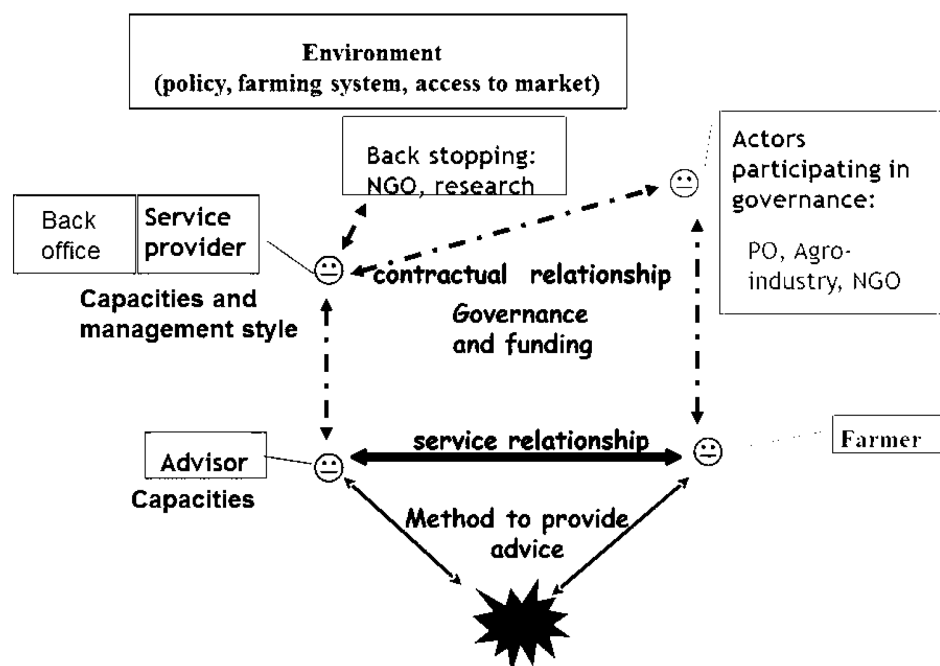 Environment
(policy, farming system, access to market)
Back stopping:
NGO, research
Actors
participating in
governance:
PO, Agro-
industry, NGO
Back
office
Service
provider
Capacities and
management style
contractual relationship
Governance
and funding
service relationship
Farmer
Advisor
Capacities
Method to provide
advice